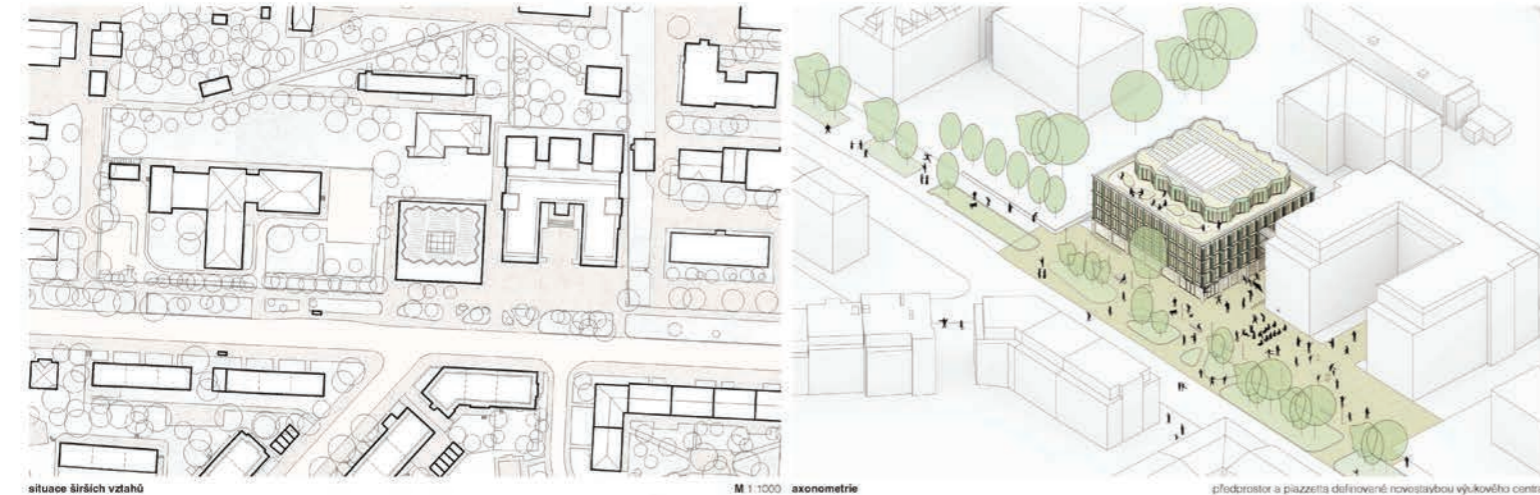 situace širších vztahů
M 1:1000
axonometrie
předprostor a piazzetta definované novostavbou výukového centra